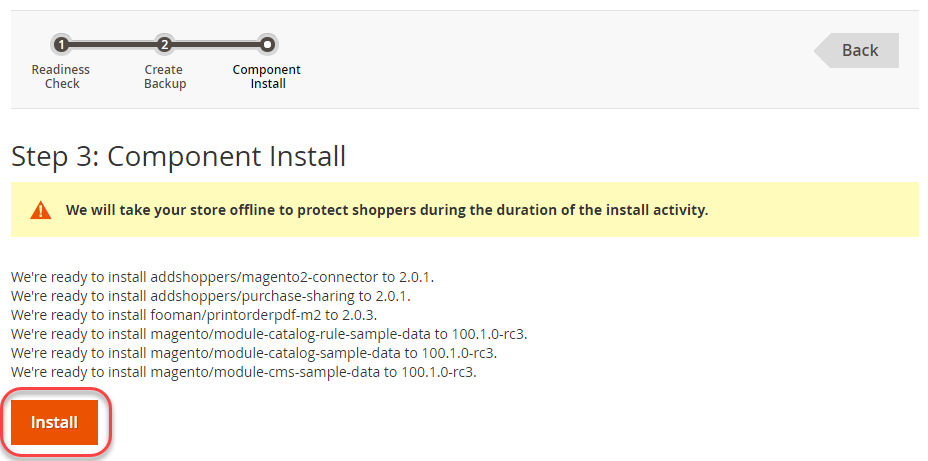 1
2
Readiness
Check
Create
Backup
Component
Install
Back
Step 3: Component Install
We will take your store offline to protect shoppers during the duration of the install activity.
We're ready to install addshoppers/magento2-connector to 2.0.1.
We're ready to install addshoppers/purchase-sharing to 2.0.1.
We're ready to install fooman/printorderpdf-m2 to 2.0.3.
We're ready to install magento/module-catalog-rule-sample-data to 100.1.0-rc3.
We're ready to install magento/module-catalog-sample-data to 100.1.0-rc3.
We're ready to install magento/module-cms-sample-data to 100.1.0-rc3.
Install